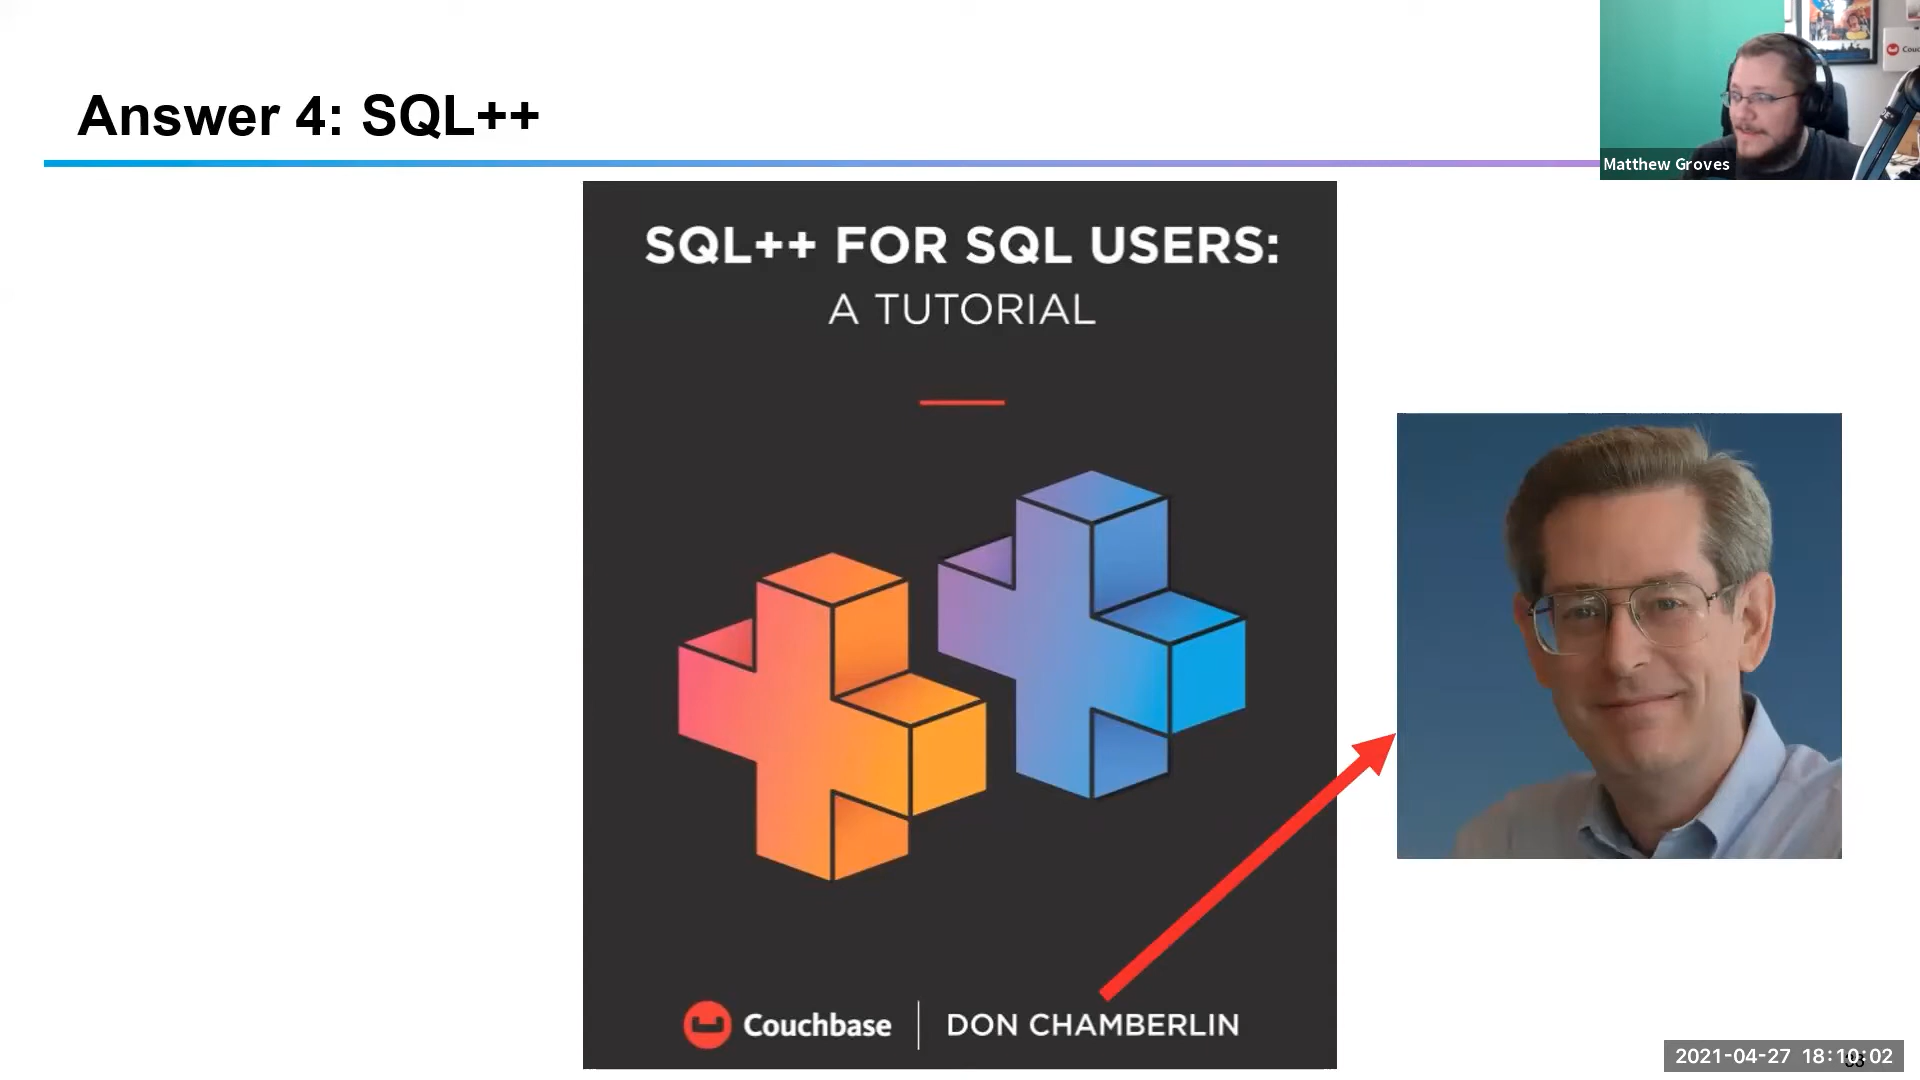 Answer 4: SQL++
Matthew Groves
SQL++ FOR SQL USERS:
A TUTORIAL
Couchbase
DON CHAMBERLIN
2021-04-27 18:10:02